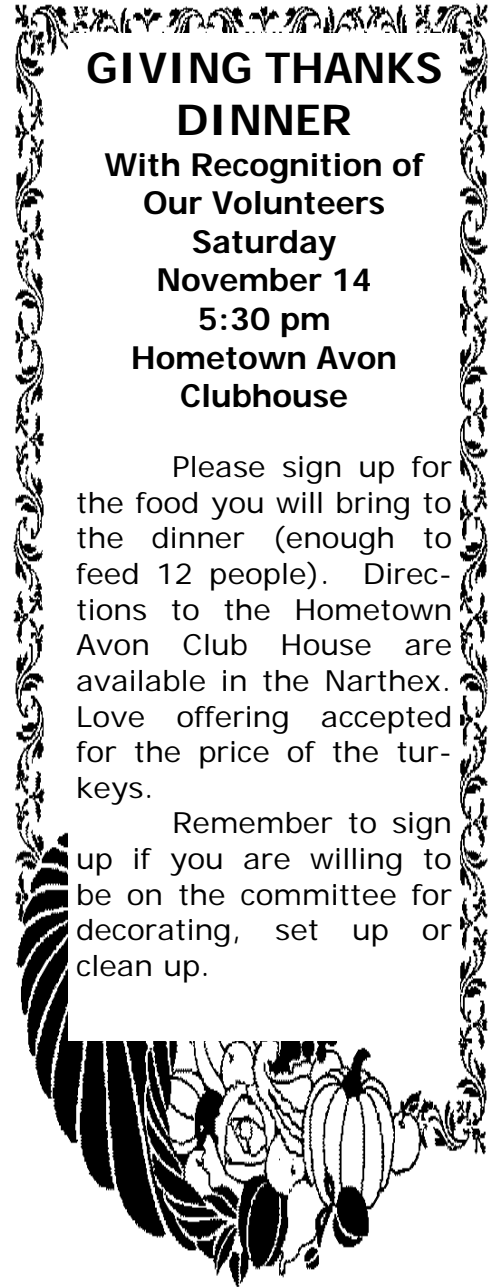 GIVING THANKS
DINNER
With Recognition of
Our Volunteers
Saturday
November 14
5:30 pm
Hometown Avon
Clubhouse
Please sign up for
the food you will bring to
the dinner (enough to
feed 12 people). Direc-
tions to the Hometown
Avon Club House are
available in the Narthex.
Love offering accepted
for the price of the tur-
keys.
Remember to sign
up if you are willing to
be on the committee for
decorating, set up or
clean up.